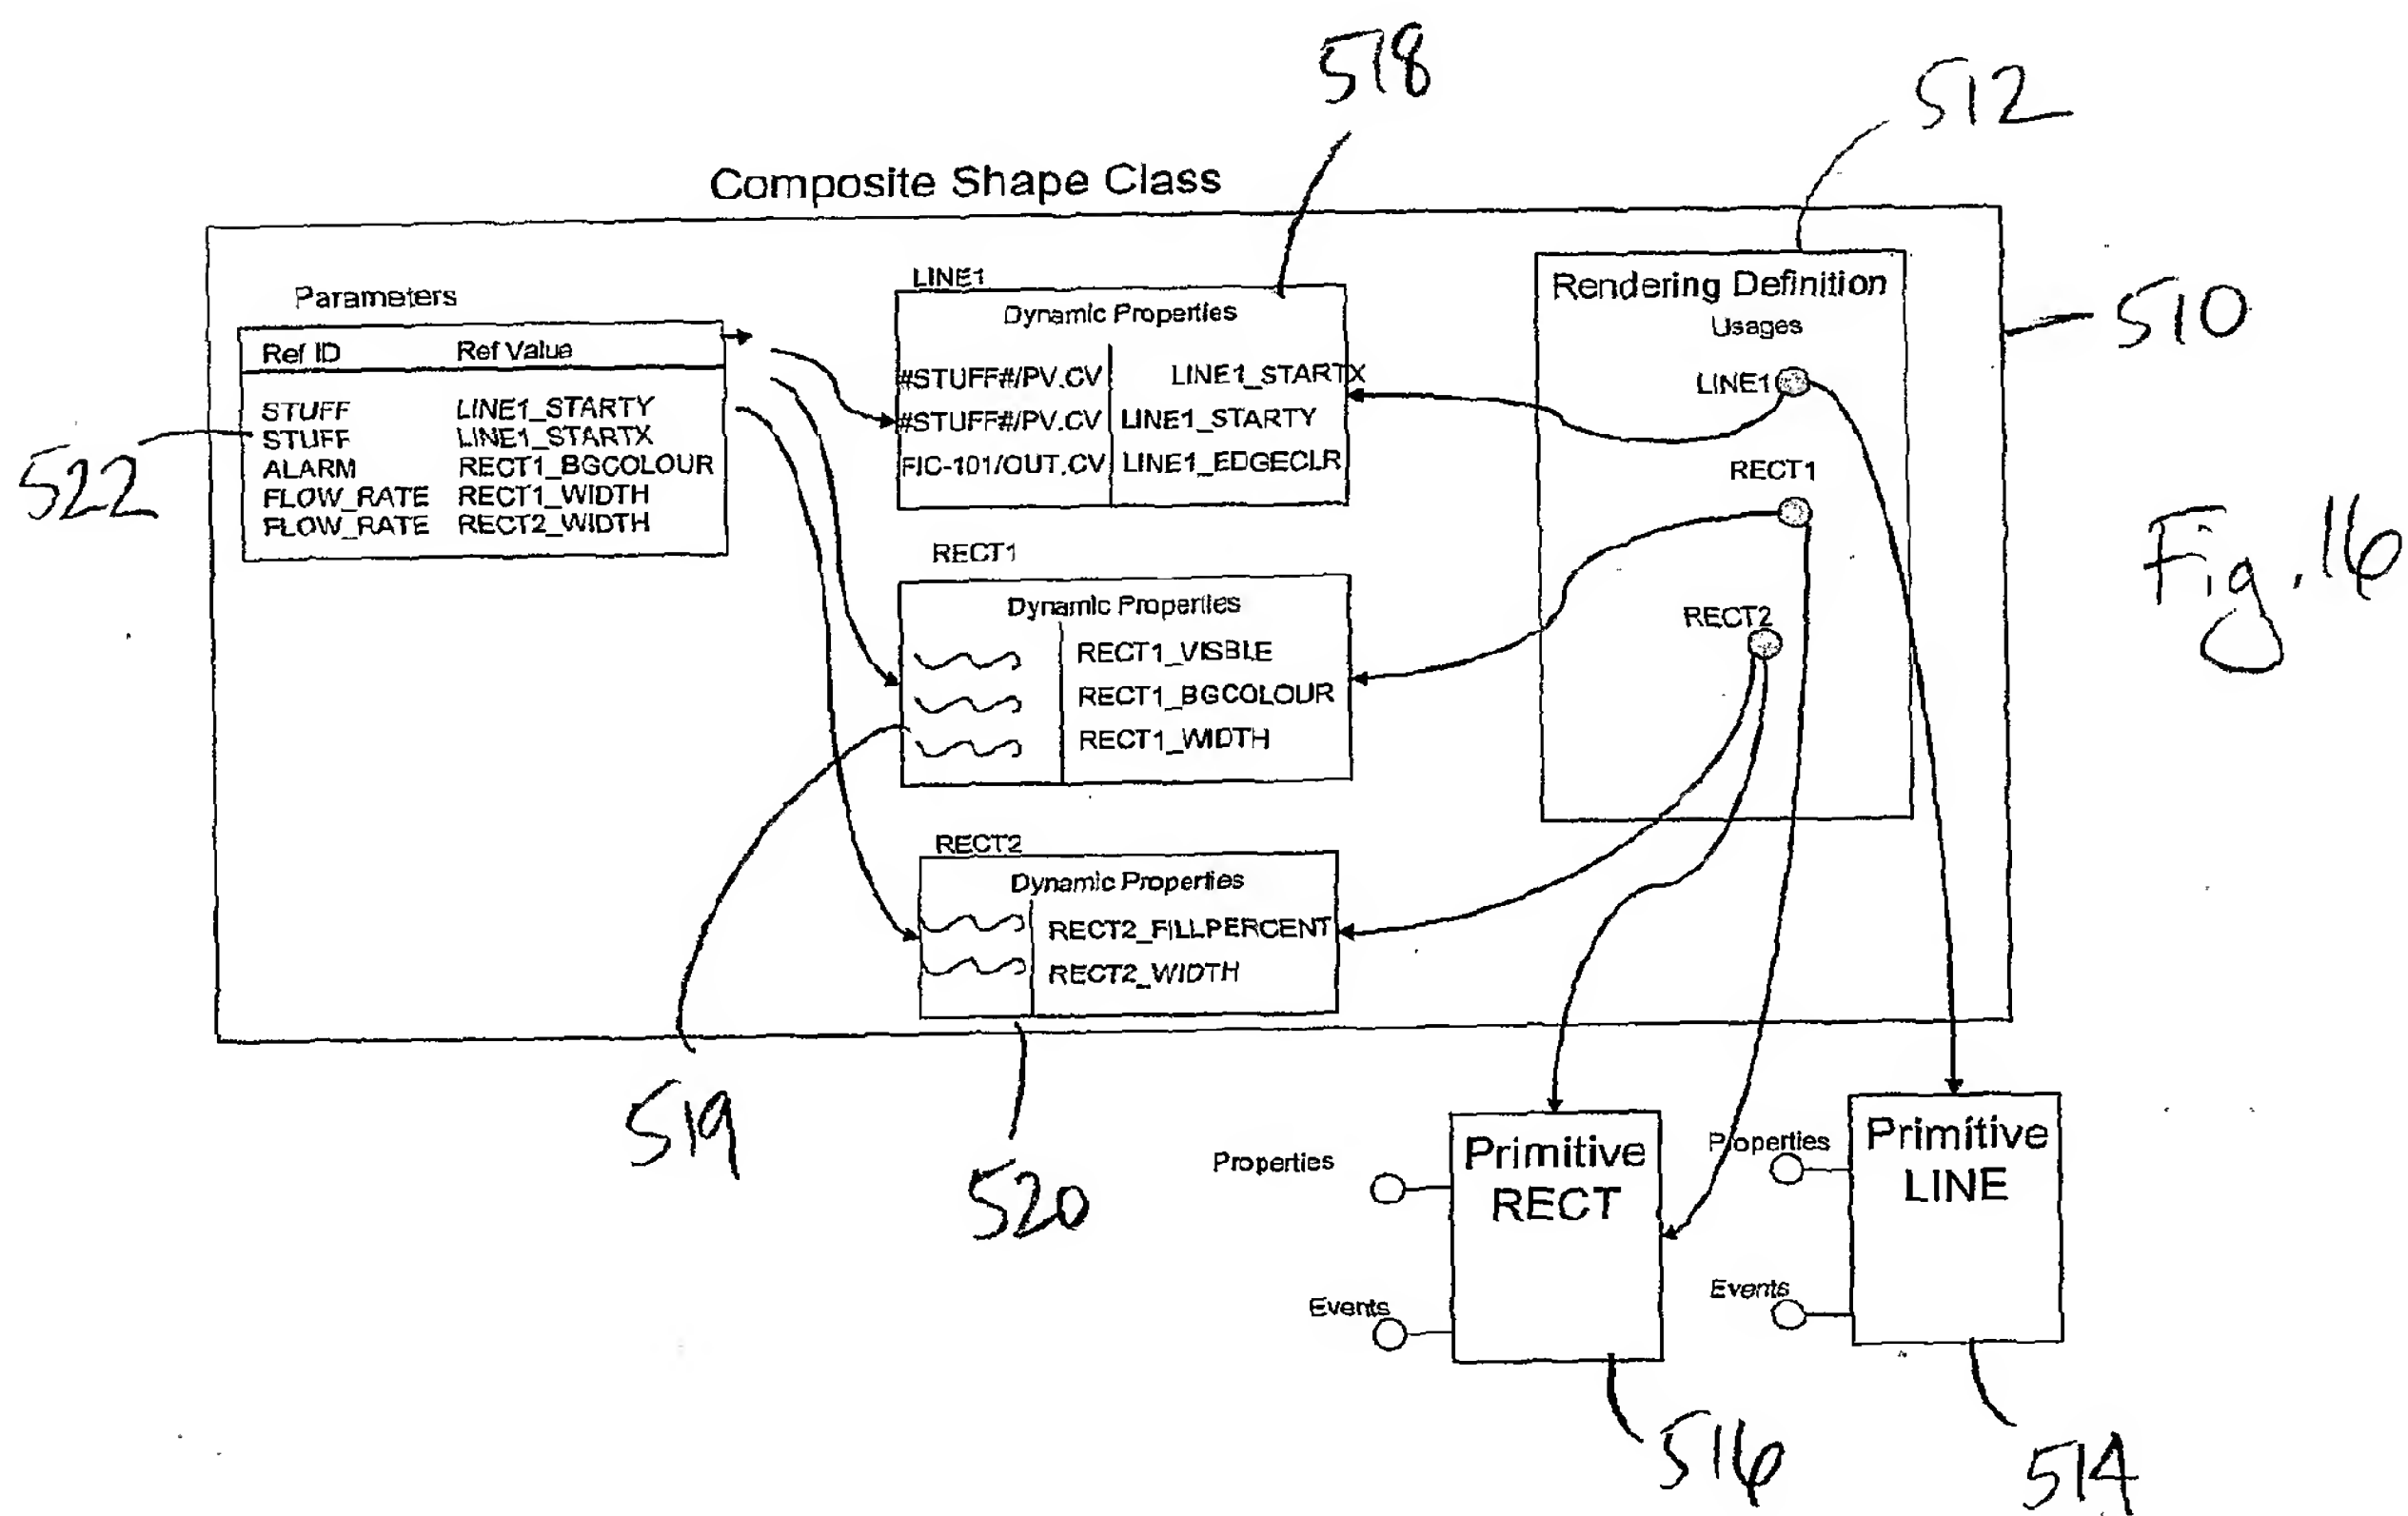 518
512
Composite Shape Class
510
Parameters
Ref ID Ref Value
STUFF LINE1_STARTY
STUFF LINE1_STARTX
ALARM RECT1_BGCOLOUR
FLOW_RATE RECT1_WIDTH
FLOW_RATE RECT2_WIDTH
522
LINE1
Dynamic Properties
#STUFF#/PV.CV LINE1_STARTX
#STUFF#/PV.CV LINE1_STARTY
FIC-101/OUT.CV LINE1_EDGECLR
RECT1
Dynamic Properties
RECT1_VISBLE
RECT1_BGCOLOUR
RECT1_WIDTH
RECT2
Dynamic Properties
RECT2_FILLPERCENT
RECT2_WIDTH
Rendering Definition
Usages
LINE1
RECT1
RECT2
Fig. 16
519
520
Properties
Events
Primitive
RECT
Properties
Events
Primitive
LINE
516
514